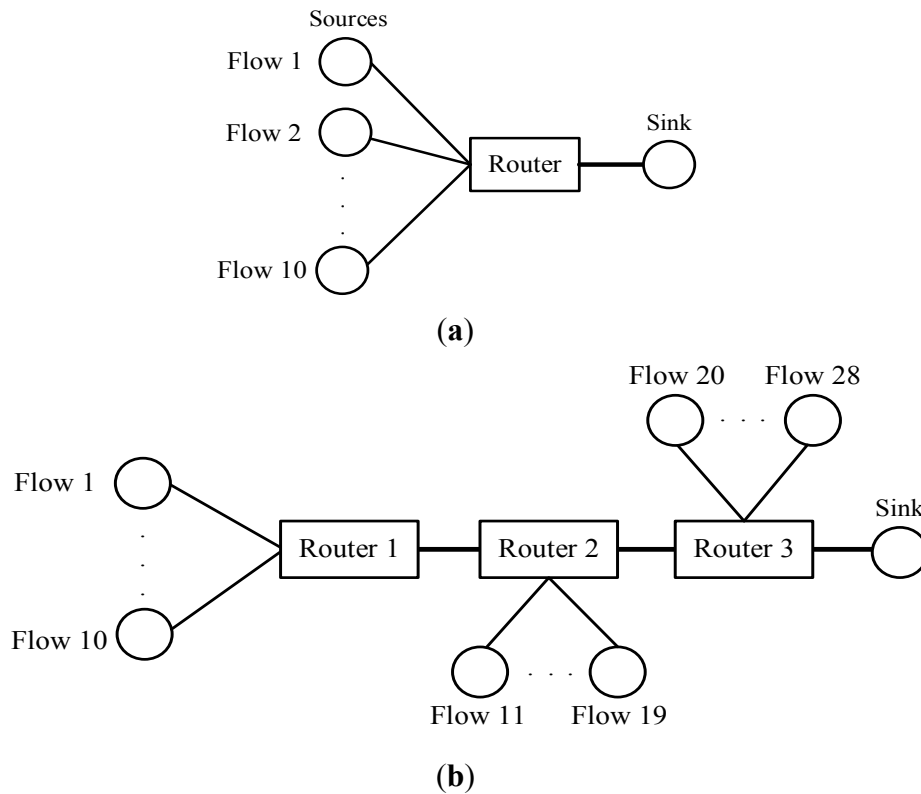 Sources
Flow 1
Flow 2
Sink
Router
Flow 10
(a)
Flow 20 Flow 28
Flow 1
Sink
Router 1 Router 2 Router 3
Flow 10
Flow 11 Flow 19
(b)